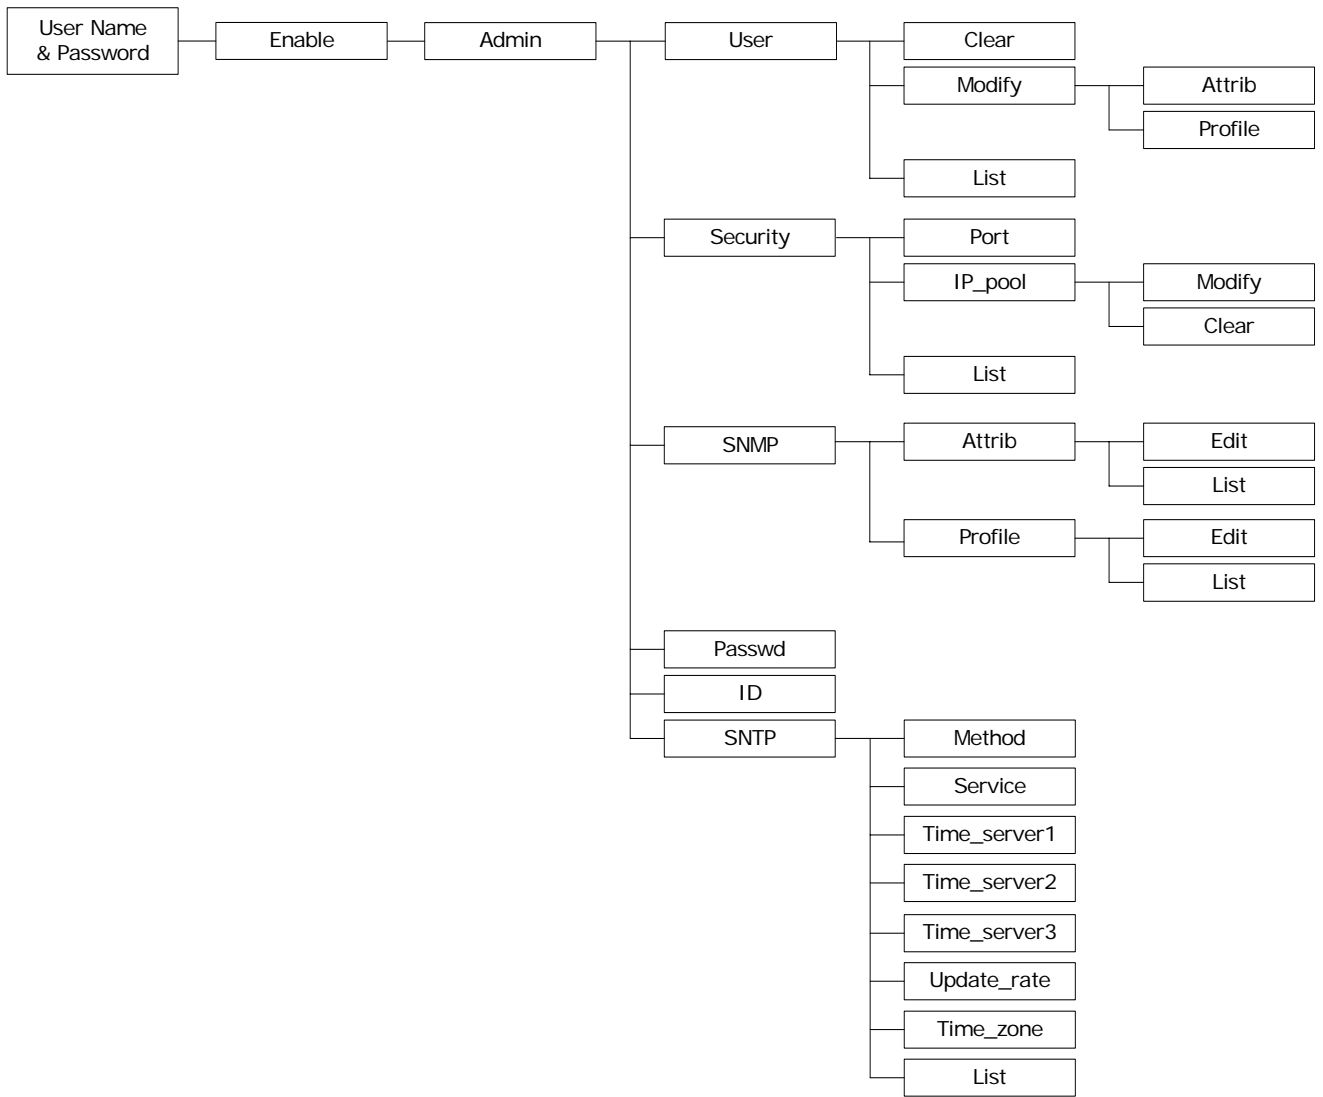 User Name
& Password
Enable
Admin
User
Clear
Modify
Attrib
Profile
List
Security
Port
IP_pool
Modify
Clear
List
SNMP
Attrib
Edit
List
Profile
Edit
List
Passwd
ID
SNTP
Method
Service
Time_server1
Time_server2
Time_server3
Update_rate
Time_zone
List